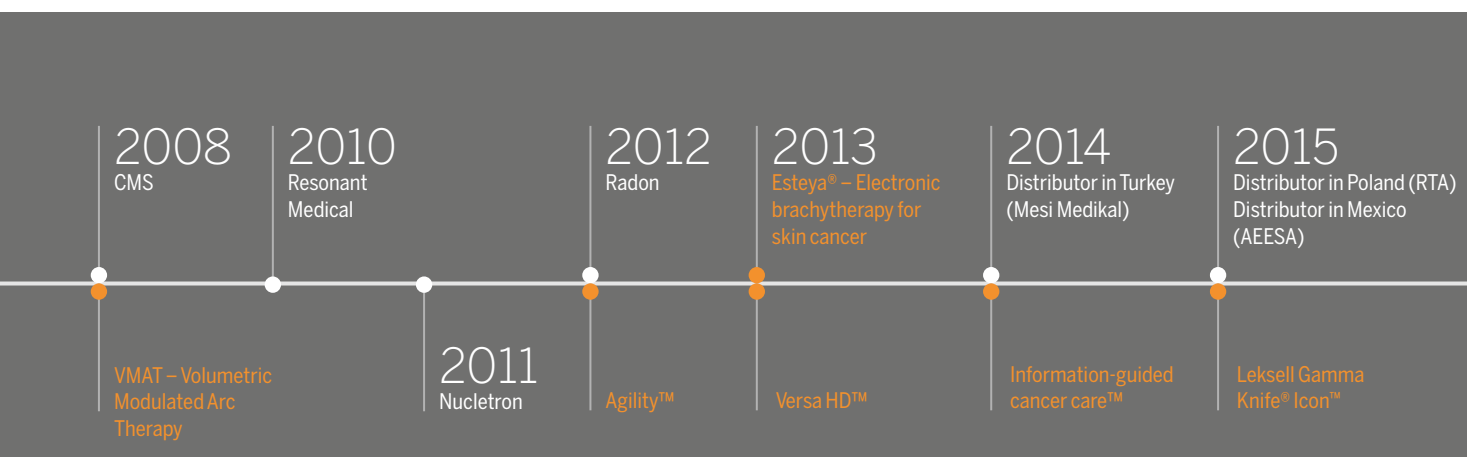 2008
CMS
VMAT – Volumetric
Modulated Arc
Therapy
2010
Resonant
Medical
2011
Nucletron
2012
Radon
Agility™
2013
Esteya® – Electronic
brachytherapy for
skin cancer
Versa HD™
2014
Distributor in Turkey
(Mesi Medikal)
Information-guided
cancer care™
2015
Distributor in Poland (RTA)
Distributor in Mexico
(AEESA)
Leksell Gamma
Knife® Icon™